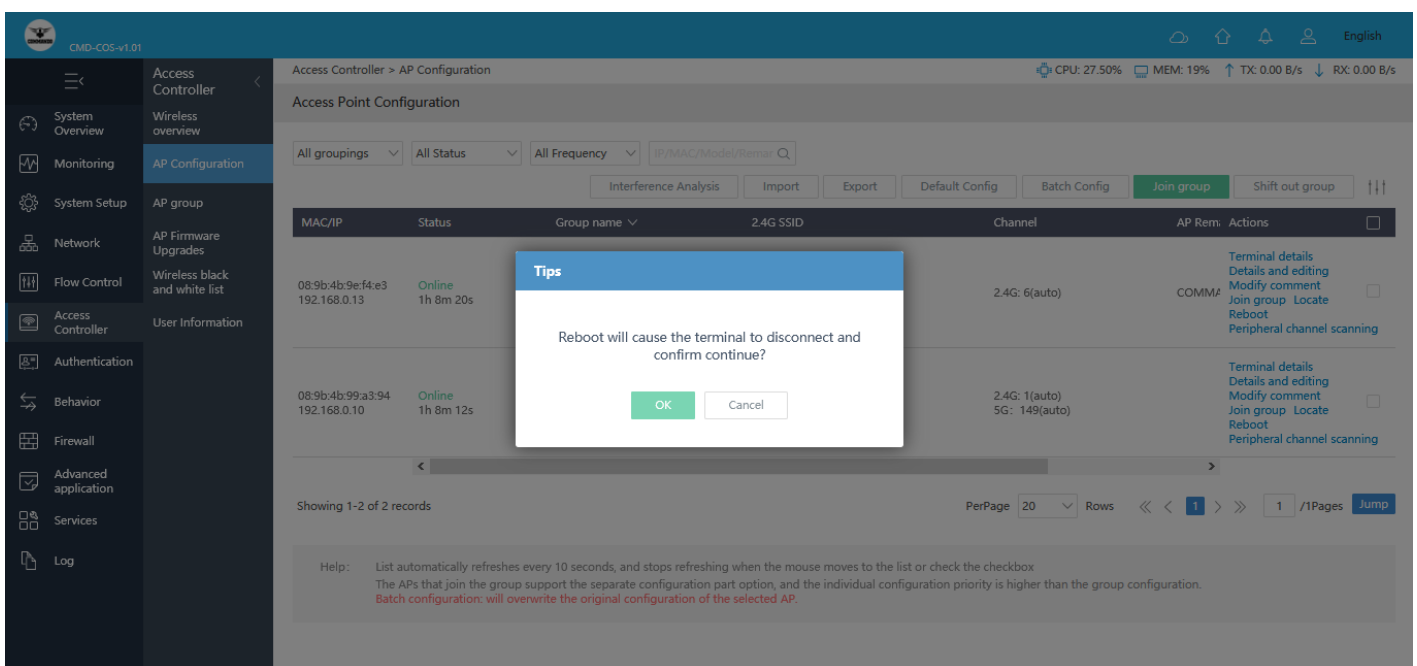 CMD-COS-v1.01
English
Access Controller
Access Controller > AP Configuration
CPU: 27.50% MEM: 19% TX: 0.00 B/s RX: 0.00 B/s
Access Point Configuration
System Overview
Monitoring
System Setup
Network
Flow Control
Access Controller
Authentication
Behavior
Firewall
Advanced application
Services
Log
Wireless overview
AP Configuration
AP group
AP Firmware Upgrades
Wireless black and white list
User Information
All groupings All Status All Frequency IP/MAC/Model/Remar
Interference Analysis Import Export Default Config Batch Config Join group Shift out group
MAC/IP Status Group name 2.4G SSID Channel AP Rem Actions
08:9b:4b:9e:f4:e3
192.168.0.13
Online
1h 8m 20s
2.4G: 6(auto)
COMMA
Terminal details
Details and editing
Modify comment
Join group Locate
Reboot
Peripheral channel scanning
08:9b:4b:99:a3:94
192.168.0.10
Online
1h 8m 12s
2.4G: 1(auto)
5G: 149(auto)
Terminal details
Details and editing
Modify comment
Join group Locate
Reboot
Peripheral channel scanning
Tips
Reboot will cause the terminal to disconnect and
confirm continue?
OK Cancel
Showing 1-2 of 2 records
PerPage 20 Rows 1 1 /1Pages Jump
Help: List automatically refreshes every 10 seconds, and stops refreshing when the mouse moves to the list or check the checkbox
The APs that join the group support the separate configuration part option, and the individual configuration priority is higher than the group configuration.
Batch configuration: will overwrite the original configuration of the selected AP.